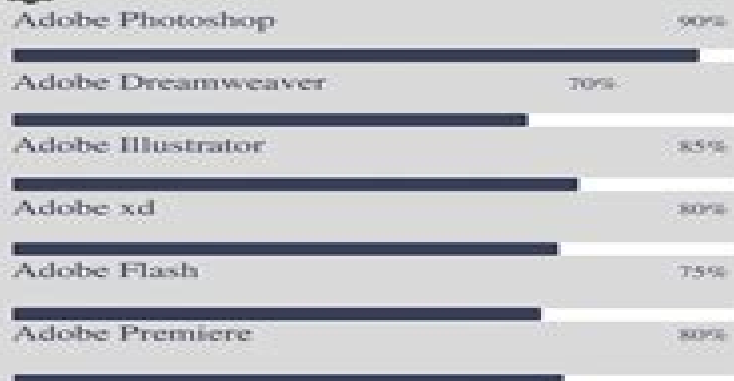 Adobe Photoshop 90%
Adobe Dreamweaver 70%
Adobe Illustrator 85%
Adobe xd 80%
Adobe Flash 75%
Adobe Premiere 80%